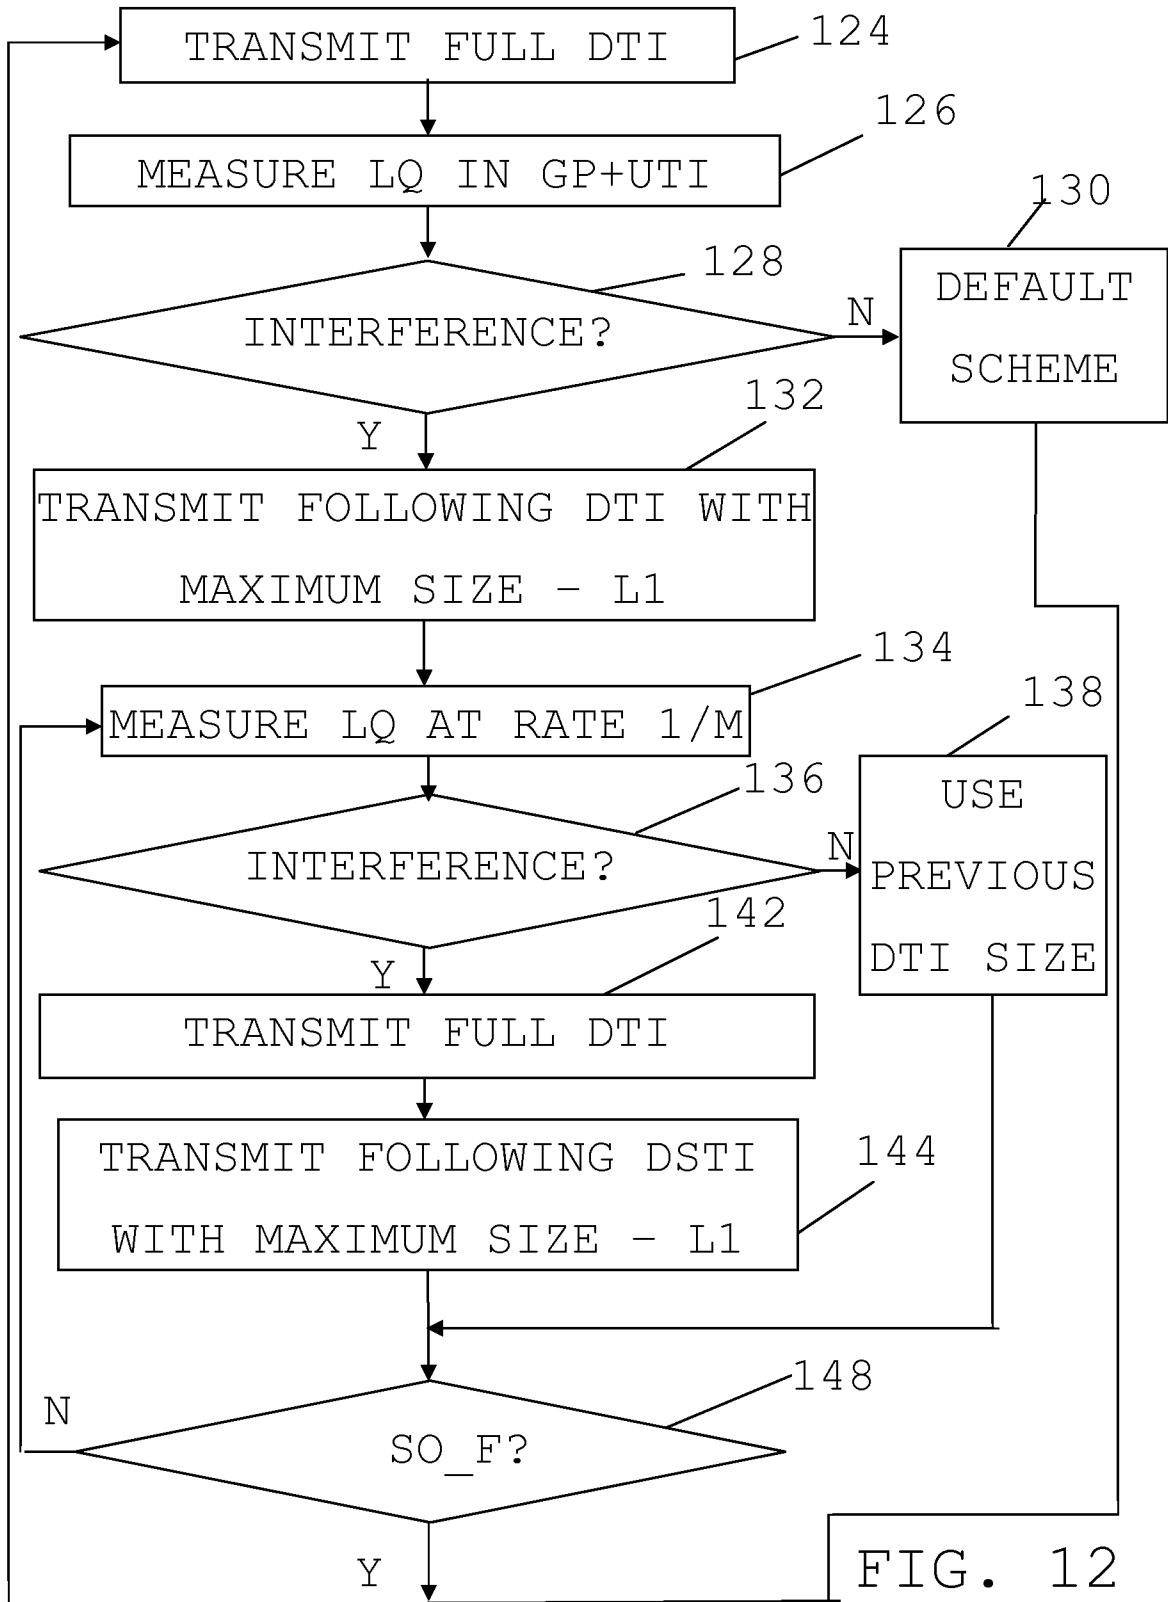 TRANSMIT FULL DTI
124
126
MEASURE LQ IN GP+UTI
130
128
INTERFERENCE?
N
DEFAULT
SCHEME
132
Y
TRANSMIT FOLLOWING DTI WITH
MAXIMUM SIZE - L1
134
138
MEASURE LQ AT RATE 1/M
136
USE
PREVIOUS
DTI SIZE
INTERFERENCE?
N
142
Y
TRANSMIT FULL DTI
TRANSMIT FOLLOWING DSTI
WITH MAXIMUM SIZE - L1
144
148
N
SO_F?
Y
FIG. 12